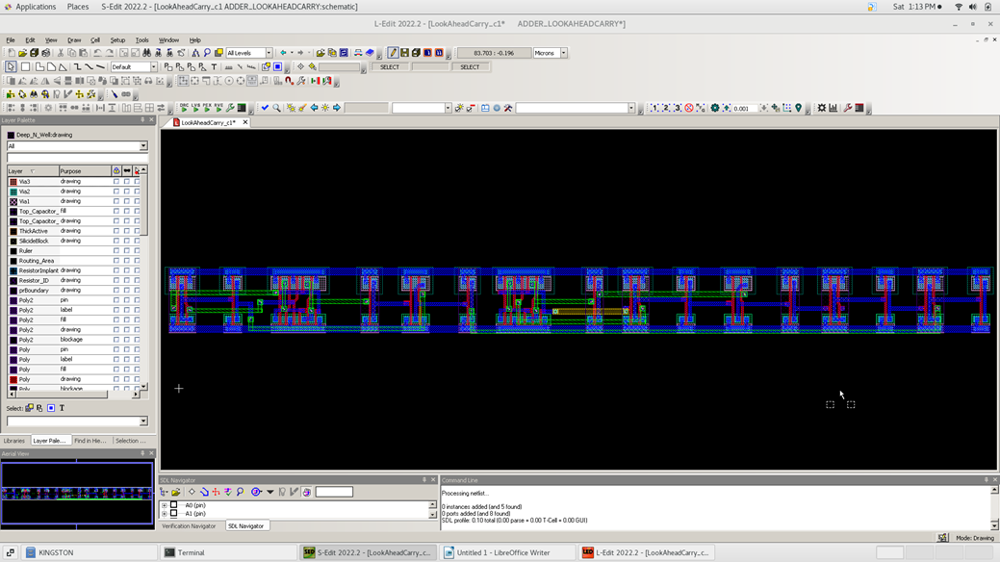 Applications Places S-Edit 2022.2 - [LookAheadCarry_c1 ADDER_LOOKAHEADCARRY:schematic] Sat 1:13 PM
L-Edit 2022.2 - [LookAheadCarry_c1* ADDER_LOOKAHEADCARRY*]
File Edit View Draw Cell Setup Tools Window Help
All Levels 83.703 : -0.196 Microns
Default SELECT SELECT
DRC LVS PEX RVE
0.001
Layer Palette
LookAheadCarry_c1*
Deep_N_Well:drawing
All
Layer Purpose
Via3 drawing
Via2 drawing
Via1 drawing
Top_Capacitor_ fill
Top_Capacitor_ drawing
ThickActive drawing
SilicideBlock drawing
Ruler
Routing_Area
ResistorImplant drawing
Resistor_ID drawing
prBoundary drawing
Poly2 pin
Poly2 label
Poly2 fill
Poly2 drawing
Poly2 blockage
Poly pin
Poly label
Poly fill
Poly drawing
Poly blockage
Select:
Libraries Layer Pale... Find in He... Selection ...
Aerial View
SDL Navigator
A0 (pin)
A1 (pin)
Verification Navigator SDL Navigator
Command Line
Processing netlist...
0 instances added (and 5 found)
0 ports added (and 8 found)
SDL profile: 0.10 total (0.00 parse + 0.00 T-Cell + 0.00 GUI)
Mode: Drawing
KINGSTON Terminal S-Edit 2022.2 - [LookAheadCarry_c... Untitled 1 - LibreOffice Writer L-Edit 2022.2 - [LookAheadCarry_c...